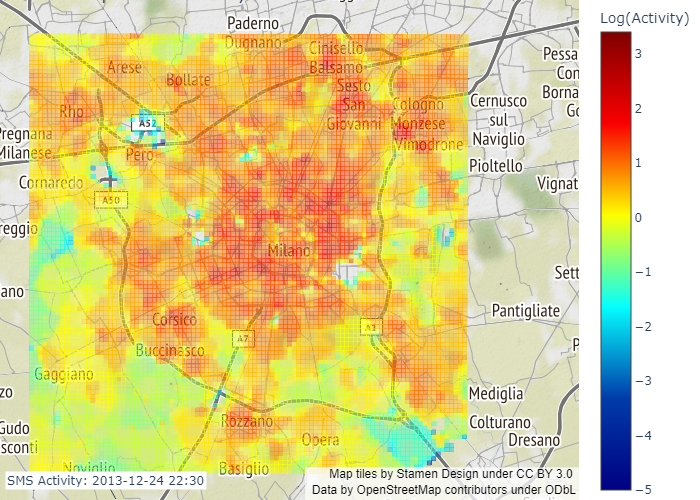 Log(Activity)
3
2
1
0
−1
−2
−3
−4
−5
Paderno
Dugnano
Cinisello
Balsamo
Arese
Bollate
Sesto
San
Giovanni
Cologno
Monzese
Vimodrone
Pessa
Con
Borna
Go
Cernusco
sul
Naviglio
Rho
A52
Pregnana
Milanese
Pero
Pioltello
Cornaredo
Vignat
A50
reggio
Milano
Sett
ano
Pantigliate
Corsico
A7
Buccinasco
P
Gaggiano
zo
Mediglia
Gudo
sconti
Rozzano
Colturano
Dresano
Opera
Noviglio
Basiglio
SMS Activity: 2013-12-24 22:30
Map tiles by Stamen Design under CC BY 3.0
Data by OpenStreetMap contributors under ODbL